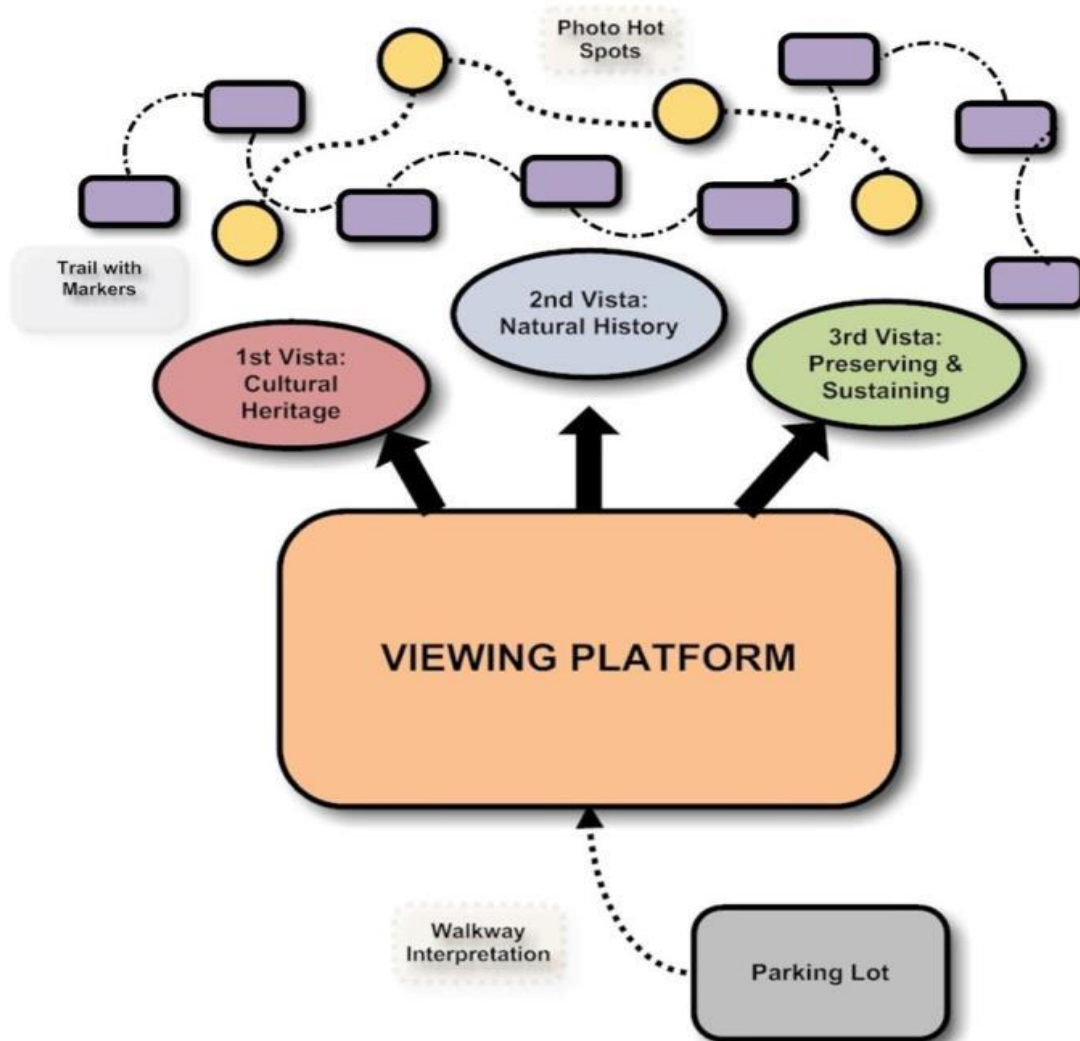 Photo Hot
Spots
Trail with
Markers
2nd Vista:
Natural History
1st Vista:
Cultural
Heritage
3rd Vista:
Preserving &
Sustaining
VIEWING PLATFORM
Walkway
Interpretation
Parking Lot